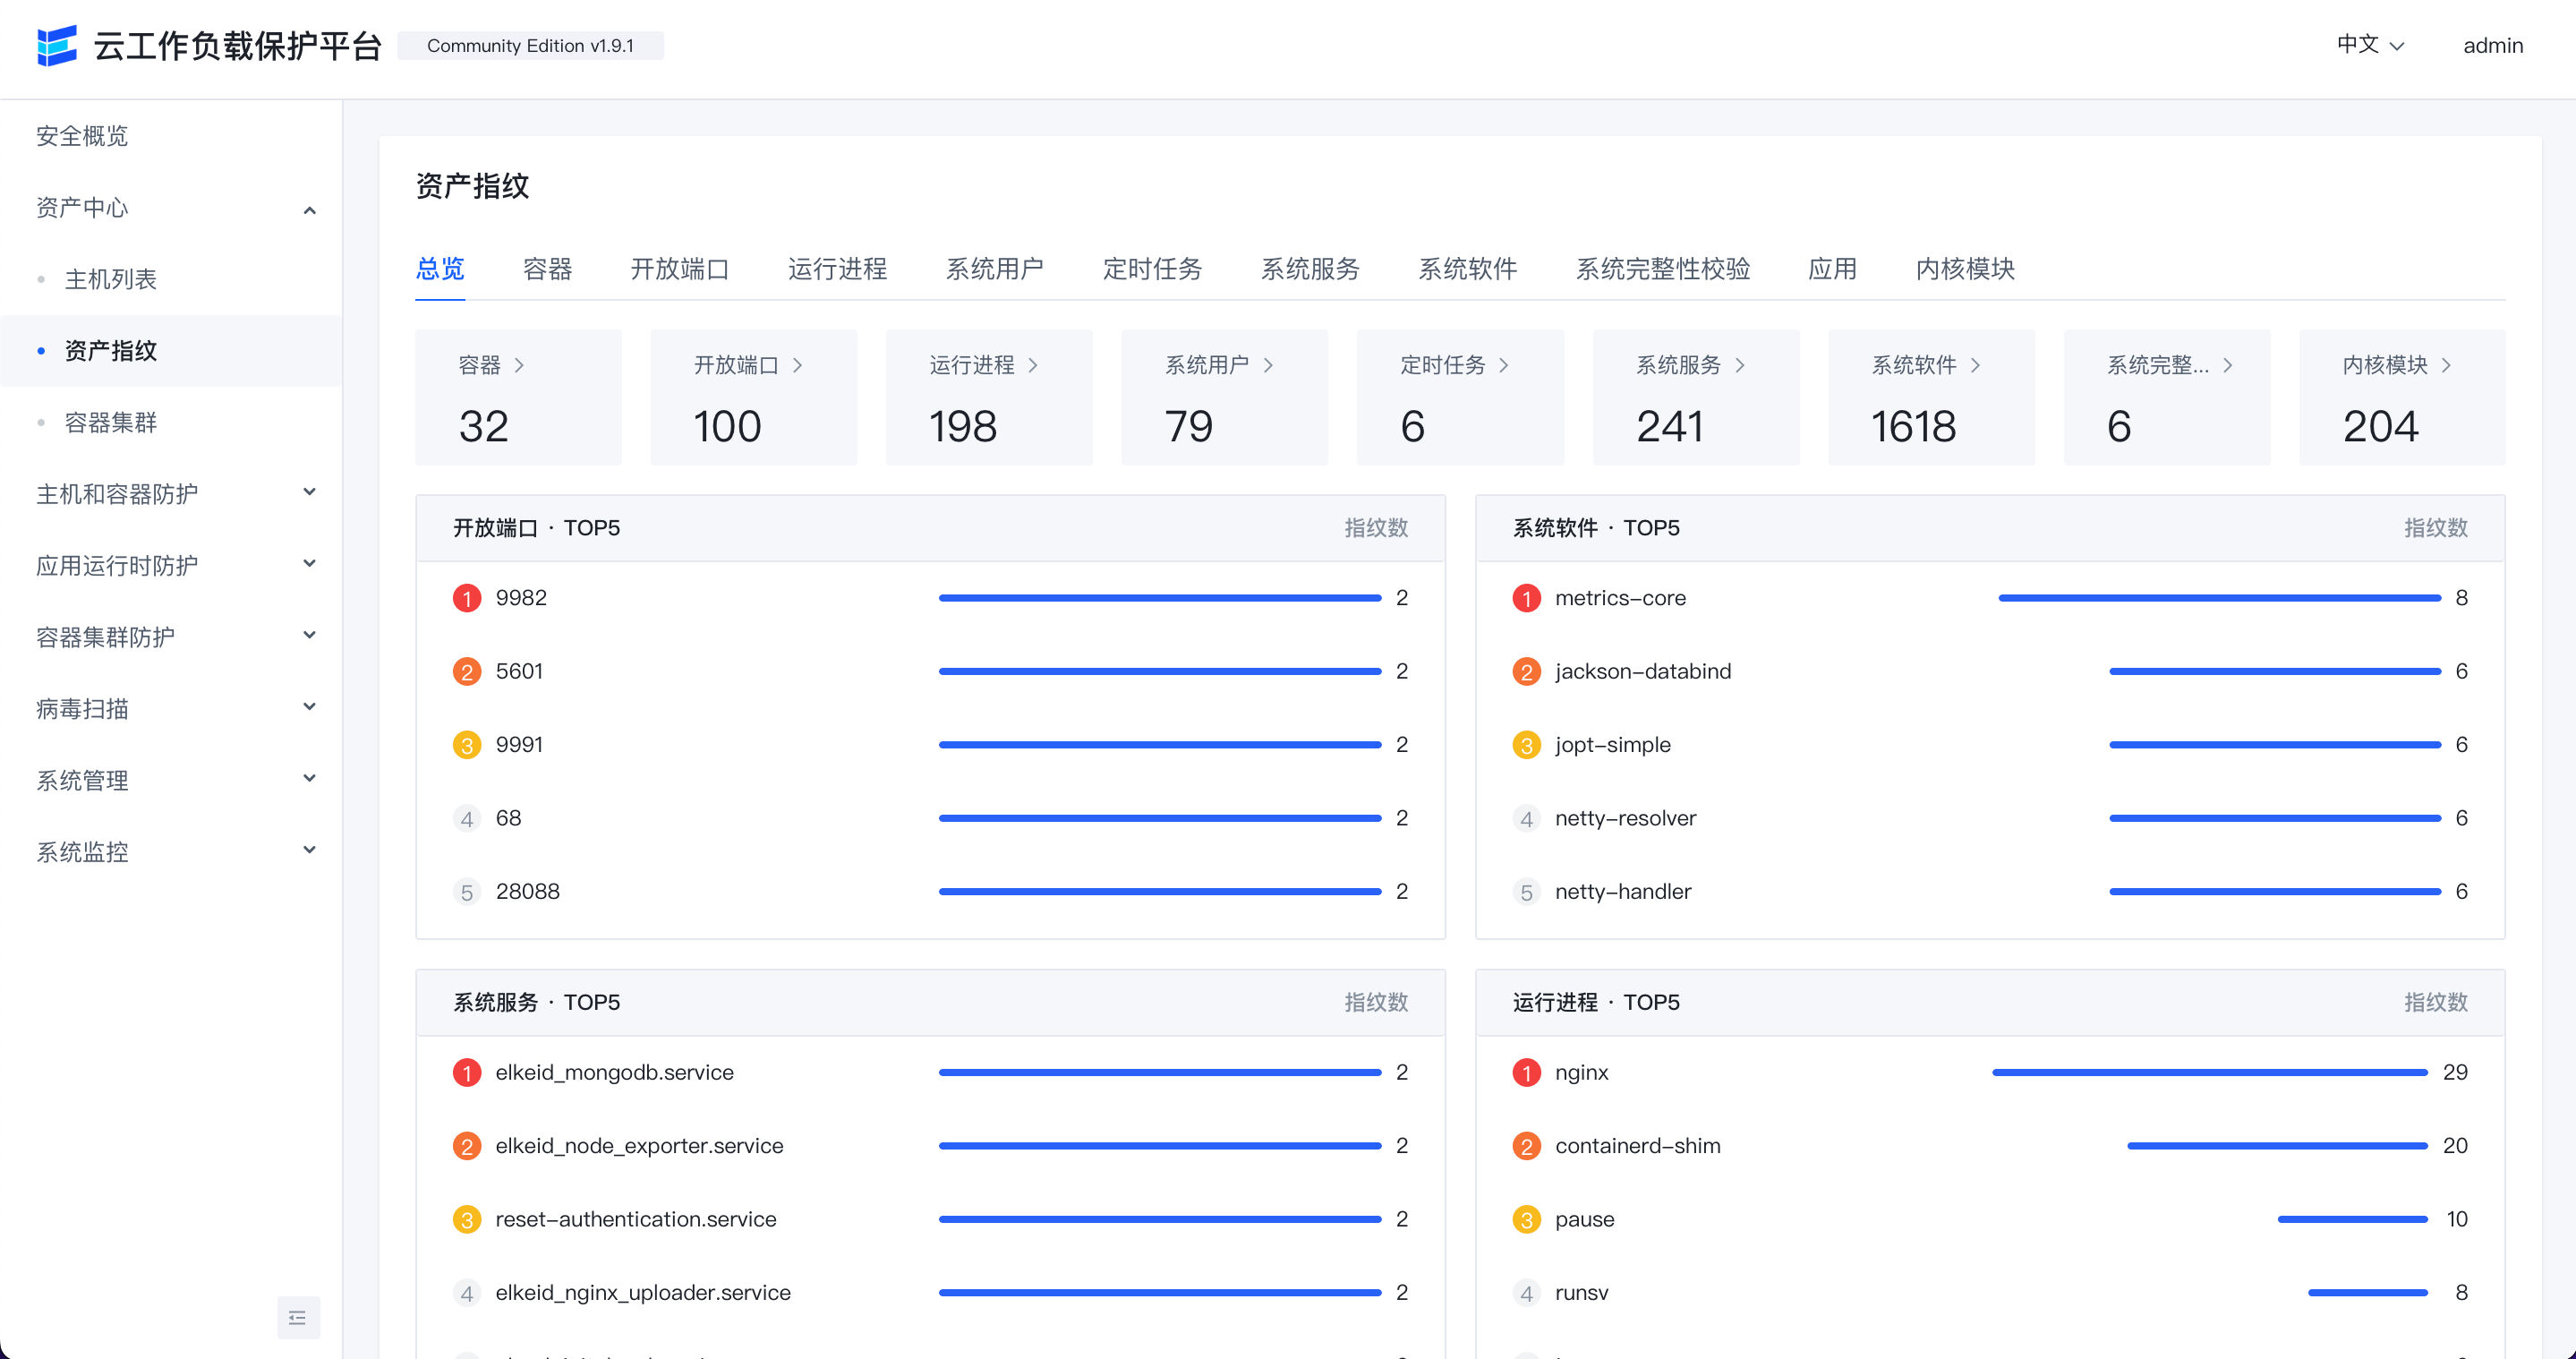 云工作负载保护平台 Community Edition v1.9.1 中文 admin
安全概览
资产中心
主机列表
资产指纹
容器集群
主机和容器防护
应用运行时防护
容器集群防护
病毒扫描
系统管理
系统监控
资产指纹
总览 容器 开放端口 运行进程 系统用户 定时任务 系统服务 系统软件 系统完整性校验 应用 内核模块
容器 开放端口 运行进程 系统用户 定时任务 系统服务 系统软件 系统完整... 内核模块
32 100 198 79 6 241 1618 6 204
开放端口 · TOP5 指纹数
1 9982 2
2 5601 2
3 9991 2
4 68 2
5 28088 2
系统软件 · TOP5 指纹数
1 metrics-core 8
2 jackson-databind 6
3 jopt-simple 6
4 netty-resolver 6
5 netty-handler 6
系统服务 · TOP5 指纹数
1 elkeid_mongodb.service 2
2 elkeid_node_exporter.service 2
3 reset-authentication.service 2
4 elkeid_nginx_uploader.service 2
运行进程 · TOP5 指纹数
1 nginx 29
2 containerd-shim 20
3 pause 10
4 runsv 8